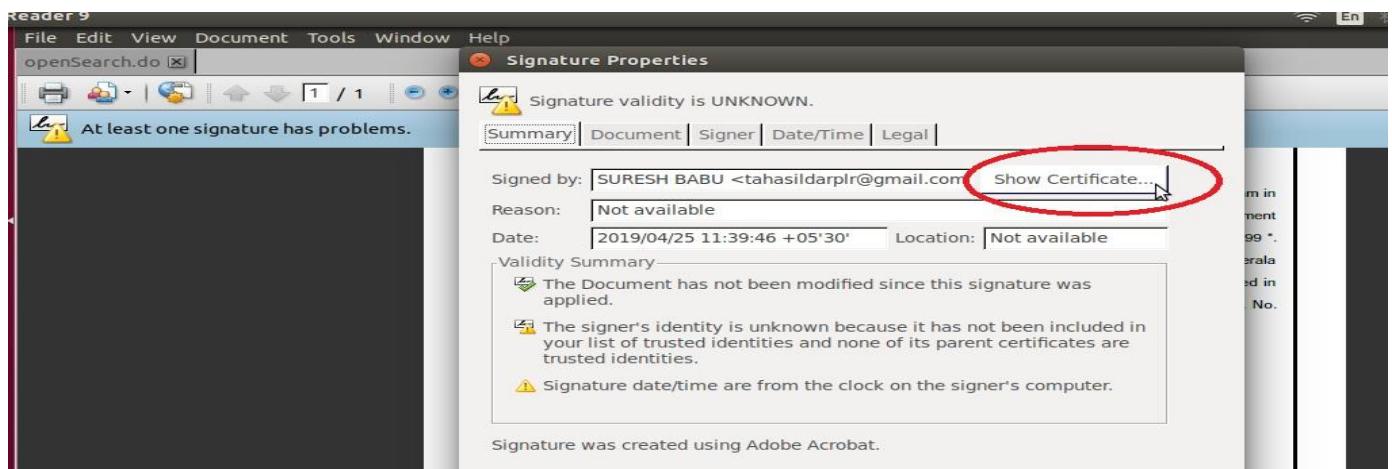 Reader 9
En
File Edit View Document Tools Window Help
openSearch.do
Signature Properties
1 / 1
Signature validity is UNKNOWN.
At least one signature has problems.
Summary Document Signer Date/Time Legal
Signed by: SURESH BABU <tahasildarplr@gmail.com Show Certificate...
m in
Reason: Not available
ment
Date: 2019/04/25 11:39:46 +05'30' Location: Not available
99 ".
Validity Summary
erala
The Document has not been modified since this signature was
ed in
applied.
No.
The signer's identity is unknown because it has not been included in
your list of trusted identities and none of its parent certificates are
trusted identities.
Signature date/time are from the clock on the signer's computer.
Signature was created using Adobe Acrobat.